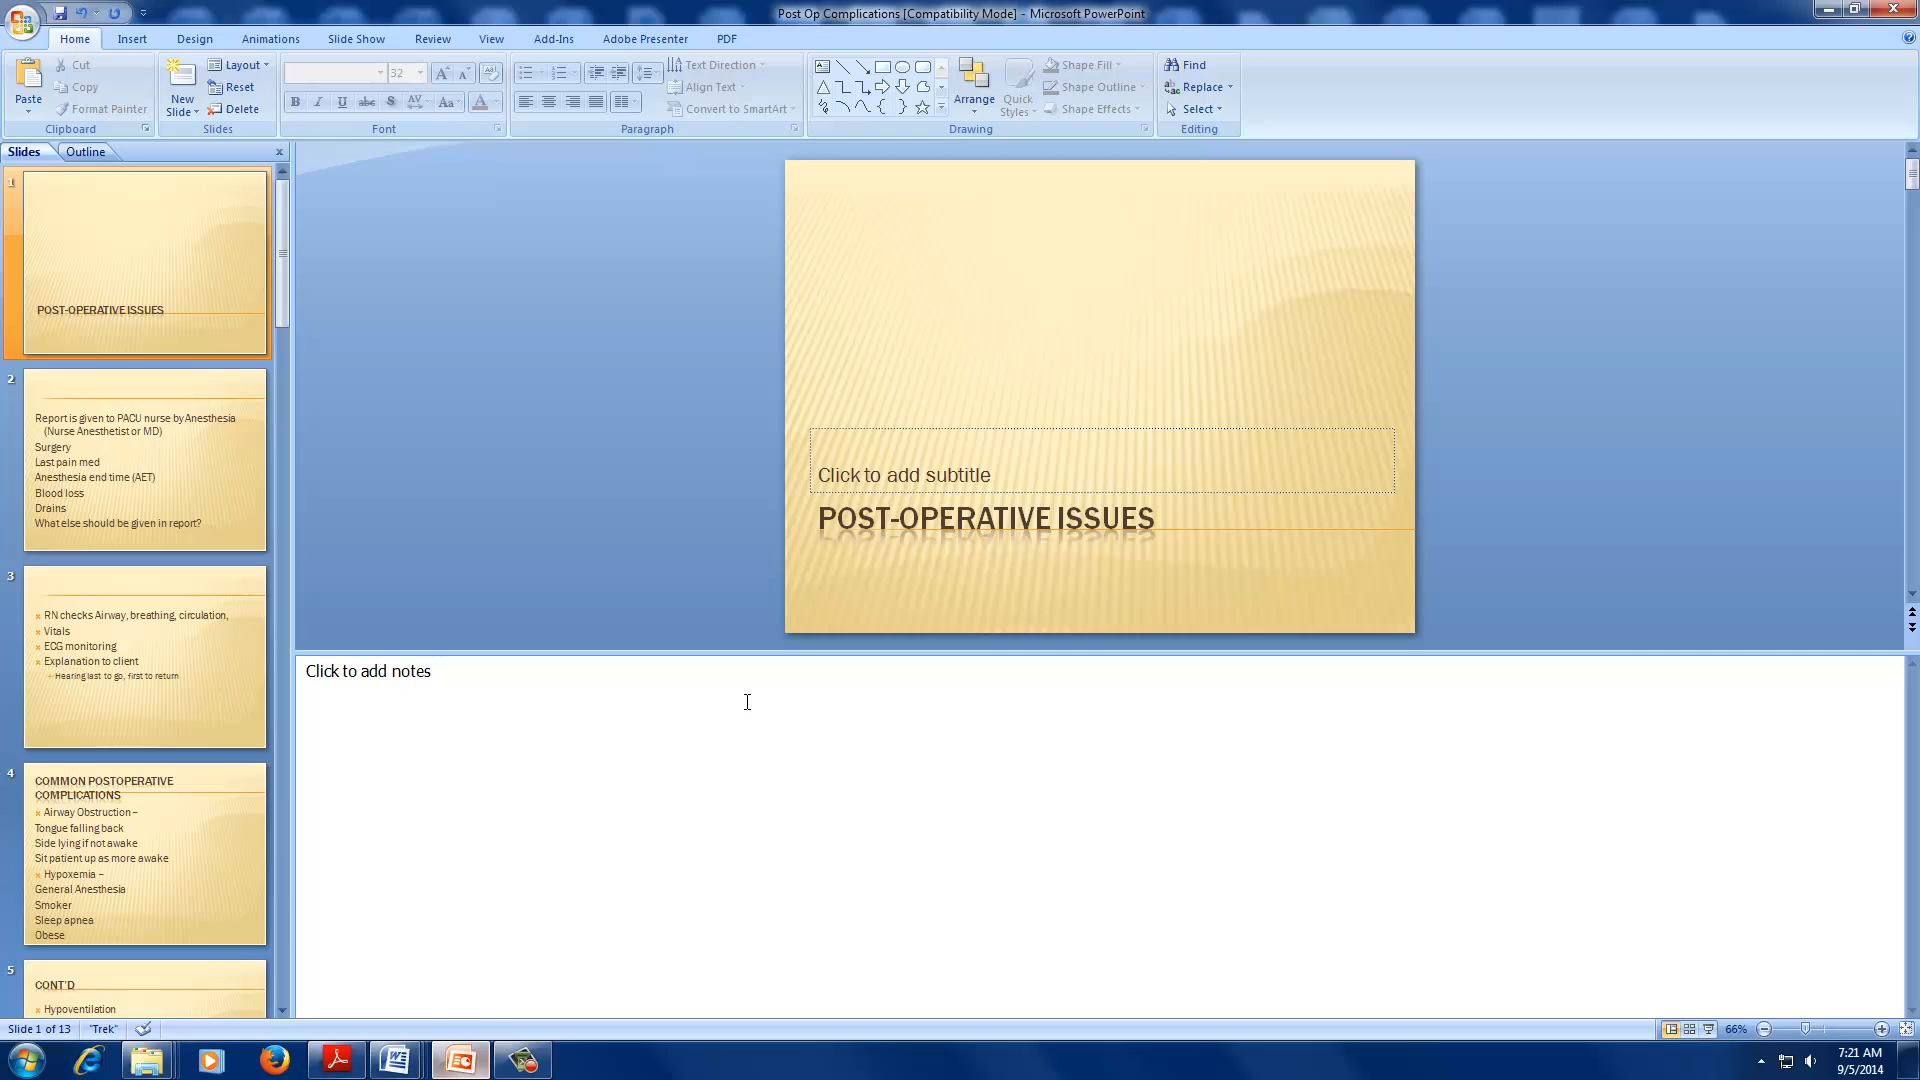 Post Op Complications [Compatibility Mode] - Microsoft PowerPoint
Home
Insert
Design
Animations
Slide Show
Review
View
Add-Ins
Adobe Presenter
PDF
Paste
Cut
Copy
Format Painter
Clipboard
New
Slide
Layout
Reset
Delete
Slides
32
B I U abc S AV Aa A
Font
Text Direction
Align Text
Convert to SmartArt
Paragraph
Arrange
Quick
Styles
Shape Fill
Shape Outline
Shape Effects
Drawing
Find
Replace
Select
Editing
Slides
Outline
1
POST-OPERATIVE ISSUES
2
Report is given to PACU nurse by Anesthesia
(Nurse Anesthetist or MD)
Surgery
Last pain med
Anesthesia end time (AET)
Blood loss
Drains
What else should be given in report?
3
RN checks Airway, breathing, circulation,
Vitals
ECG monitoring
Explanation to client
Hearing last to go, first to return
4
COMMON POSTOPERATIVE
COMPLICATIONS
Airway Obstruction –
Tongue falling back
Side lying if not awake
Sit patient up as more awake
Hypoxemia –
General Anesthesia
Smoker
Sleep apnea
Obese
5
CONT'D
Hypoventilation
Click to add subtitle
POST-OPERATIVE ISSUES
Click to add notes
Slide 1 of 13
"Trek"
66%
7:21 AM
9/5/2014